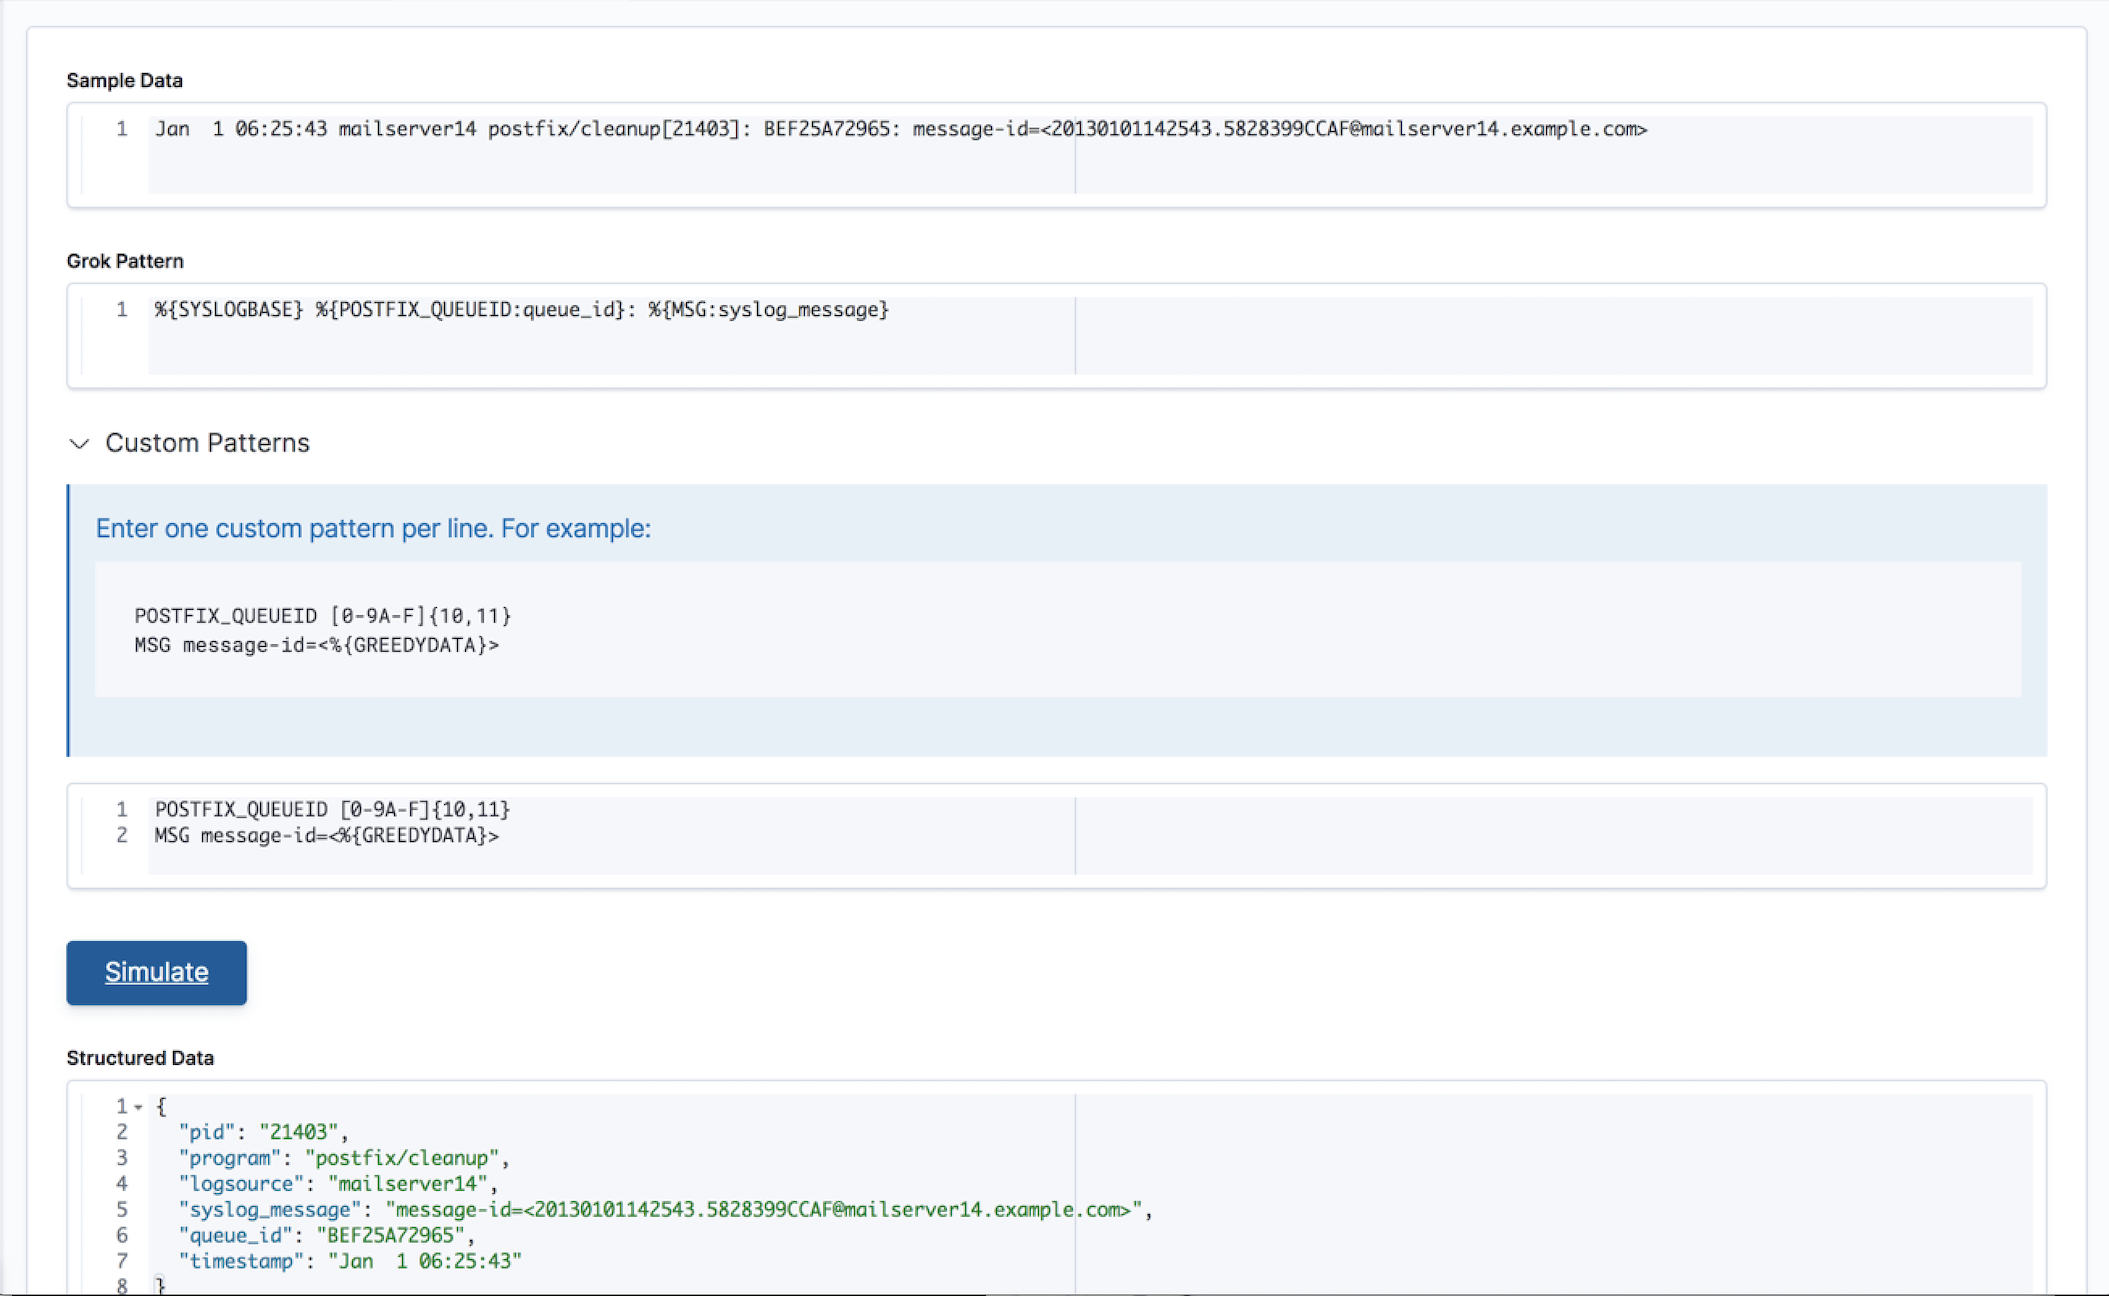 Sample Data
1 Jan  1 06:25:43 mailserver14 postfix/cleanup[21403]: BEF25A72965: message-id=<20130101142543.5828399CCAF@mailserver14.example.com>
Grok Pattern
1 %{SYSLOGBASE} %{POSTFIX_QUEUEID:queue_id}: %{MSG:syslog_message}
Custom Patterns
Enter one custom pattern per line. For example:
POSTFIX_QUEUEID [0-9A-F]{10,11}
MSG message-id=<%{GREEDYDATA}>
1 POSTFIX_QUEUEID [0-9A-F]{10,11}
2 MSG message-id=<%{GREEDYDATA}>
Simulate
Structured Data
1 {
2   "pid": "21403",
3   "program": "postfix/cleanup",
4   "logsource": "mailserver14",
5   "syslog_message": "message-id=<20130101142543.5828399CCAF@mailserver14.example.com>",
6   "queue_id": "BEF25A72965",
7   "timestamp": "Jan  1 06:25:43"
8 }